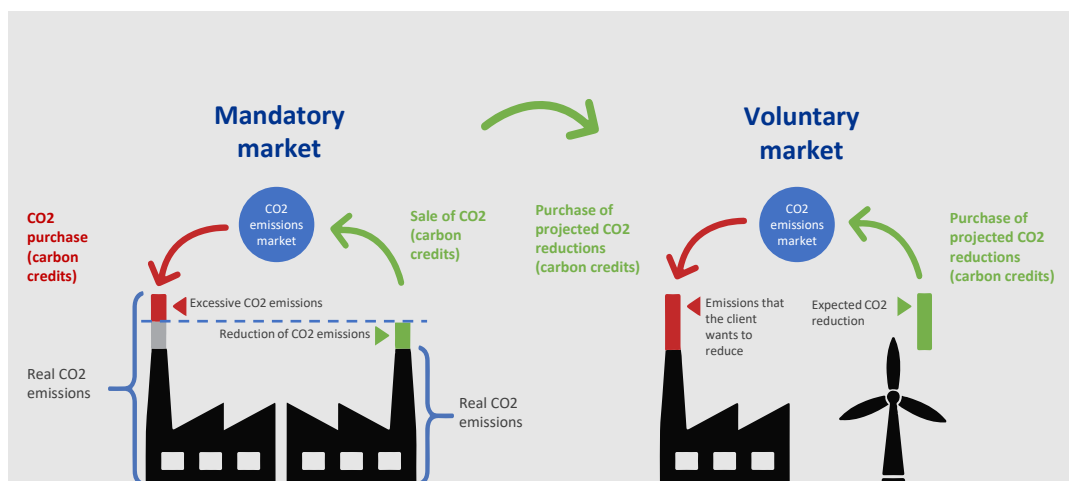 Mandatory
market
Voluntary
market
CO2
purchase
(carbon
credits)
CO2
emissions
market
Sale of CO2
(carbon
credits)
Purchase of
projected CO2
reductions
(carbon credits)
CO2
emissions
market
Purchase of
projected CO2
reductions
(carbon credits)
Excessive CO2 emissions
Reduction of CO2 emissions
Real CO2
emissions
Real CO2
emissions
Emissions that
the client
wants to
reduce
Expected CO2
reduction